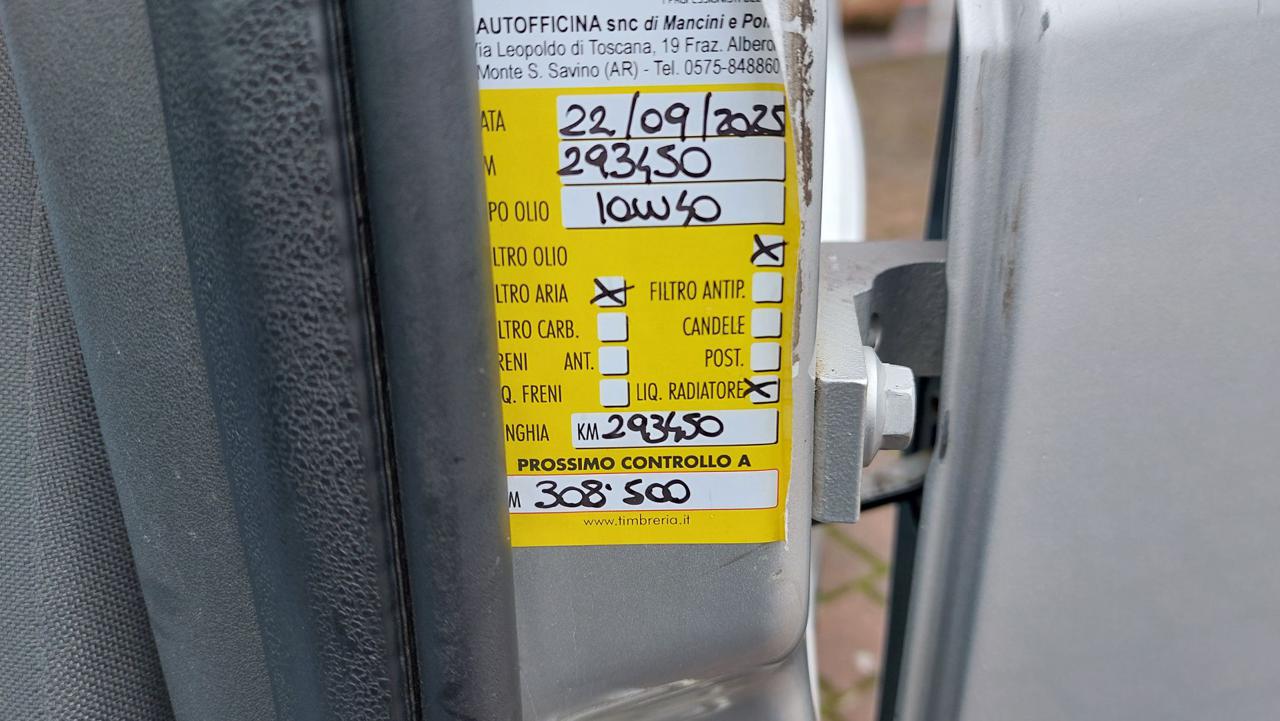 AUTOFFICINA snc di Mancini e Pon
Via Leopoldo di Toscana, 19 Fraz. Albero
Monte S. Savino (AR) - Tel. 0575-848860
ATA 22/09/2025
M 293450
PO OLIO 10W40
LTRO OLIO X
LTRO ARIA X FILTRO ANTIP.
LTRO CARB. CANDELE
RENI ANT. POST.
Q. FRENI LIQ. RADIATORE X
NGHIA KM 293450
PROSSIMO CONTROLLO A
M 308.500
www.timbreria.it